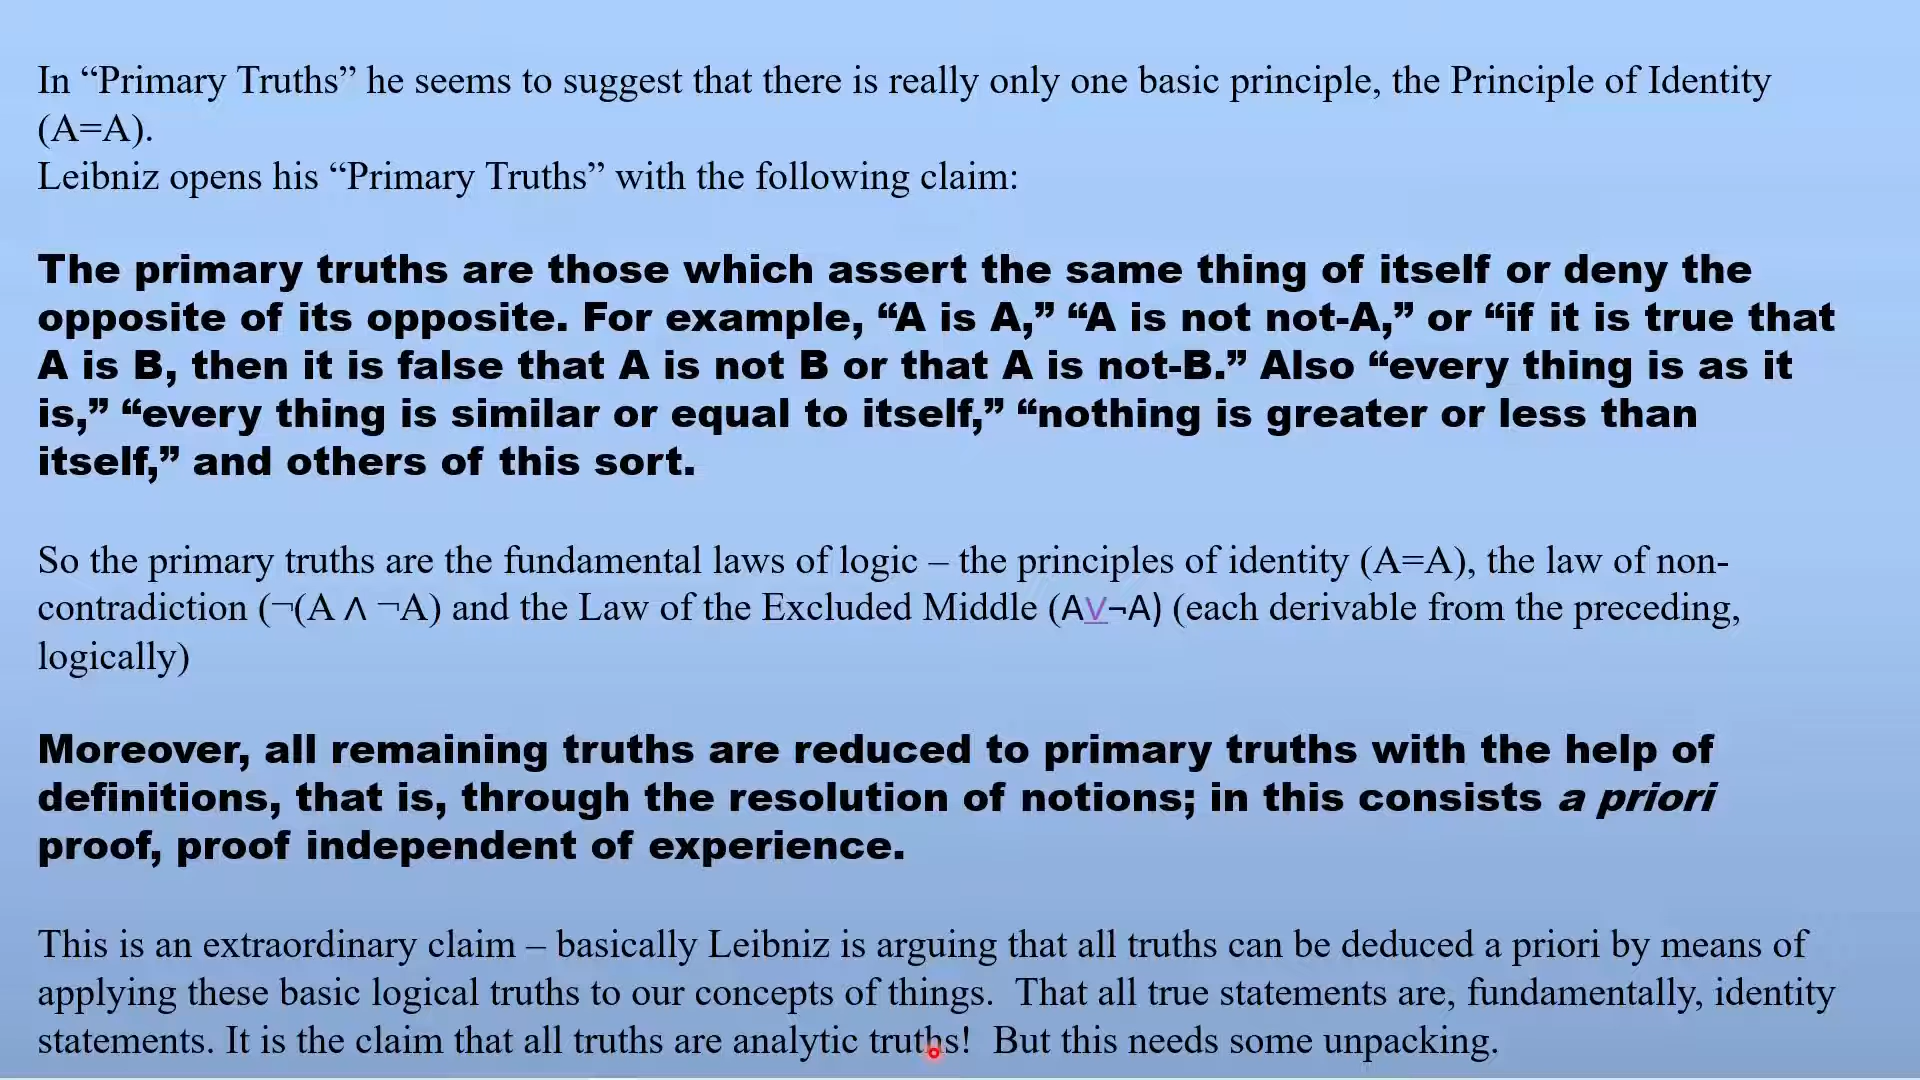 In “Primary Truths” he seems to suggest that there is really only one basic principle, the Principle of Identity
(A=A).
Leibniz opens his “Primary Truths” with the following claim:
The primary truths are those which assert the same thing of itself or deny the
opposite of its opposite. For example, “A is A,” “A is not not-A,” or “if it is true that
A is B, then it is false that A is not B or that A is not-B.” Also “every thing is as it
is,” “every thing is similar or equal to itself,” “nothing is greater or less than
itself,” and others of this sort.
So the primary truths are the fundamental laws of logic – the principles of identity (A=A), the law of non-
contradiction (¬(A ∧ ¬A) and the Law of the Excluded Middle (AV¬A) (each derivable from the preceding,
logically)
Moreover, all remaining truths are reduced to primary truths with the help of
definitions, that is, through the resolution of notions; in this consists a priori
proof, proof independent of experience.
This is an extraordinary claim – basically Leibniz is arguing that all truths can be deduced a priori by means of
applying these basic logical truths to our concepts of things.  That all true statements are, fundamentally, identity
statements. It is the claim that all truths are analytic truths!  But this needs some unpacking.